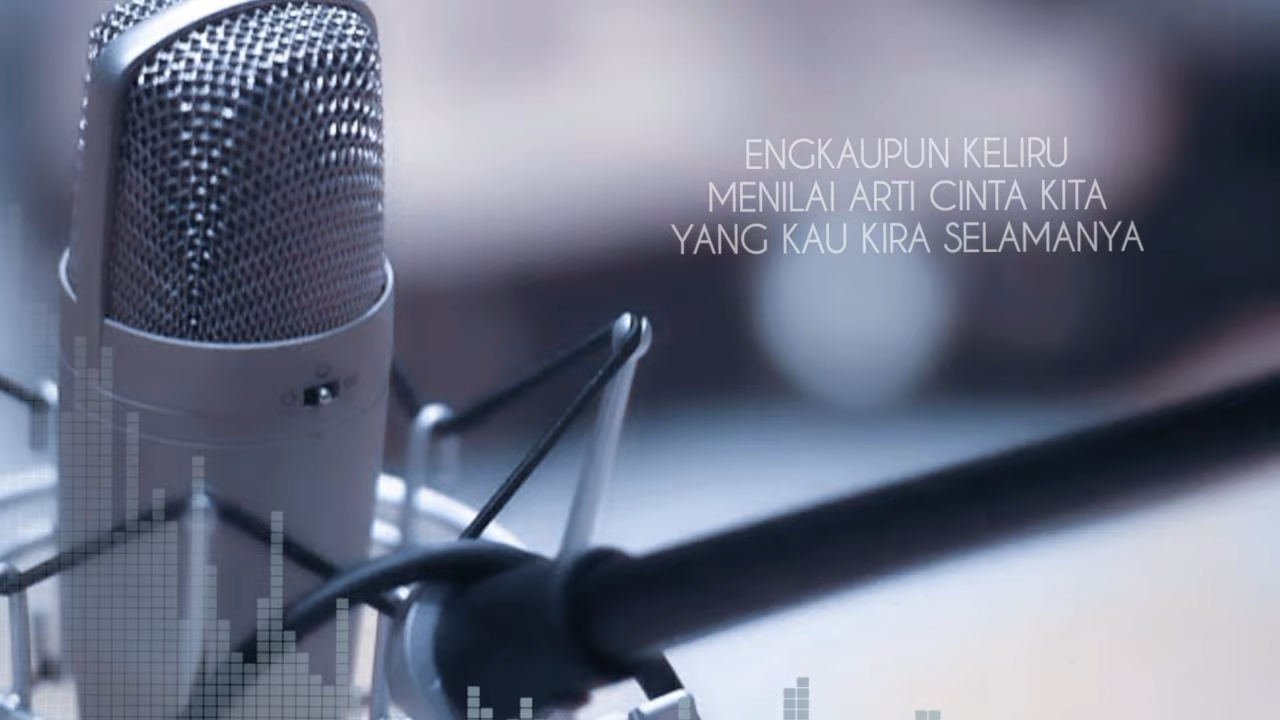 ENGKAUPUN KELIRU
MENILAI ARTI CINTA KITA
YANG KAU KIRA SELAMANYA